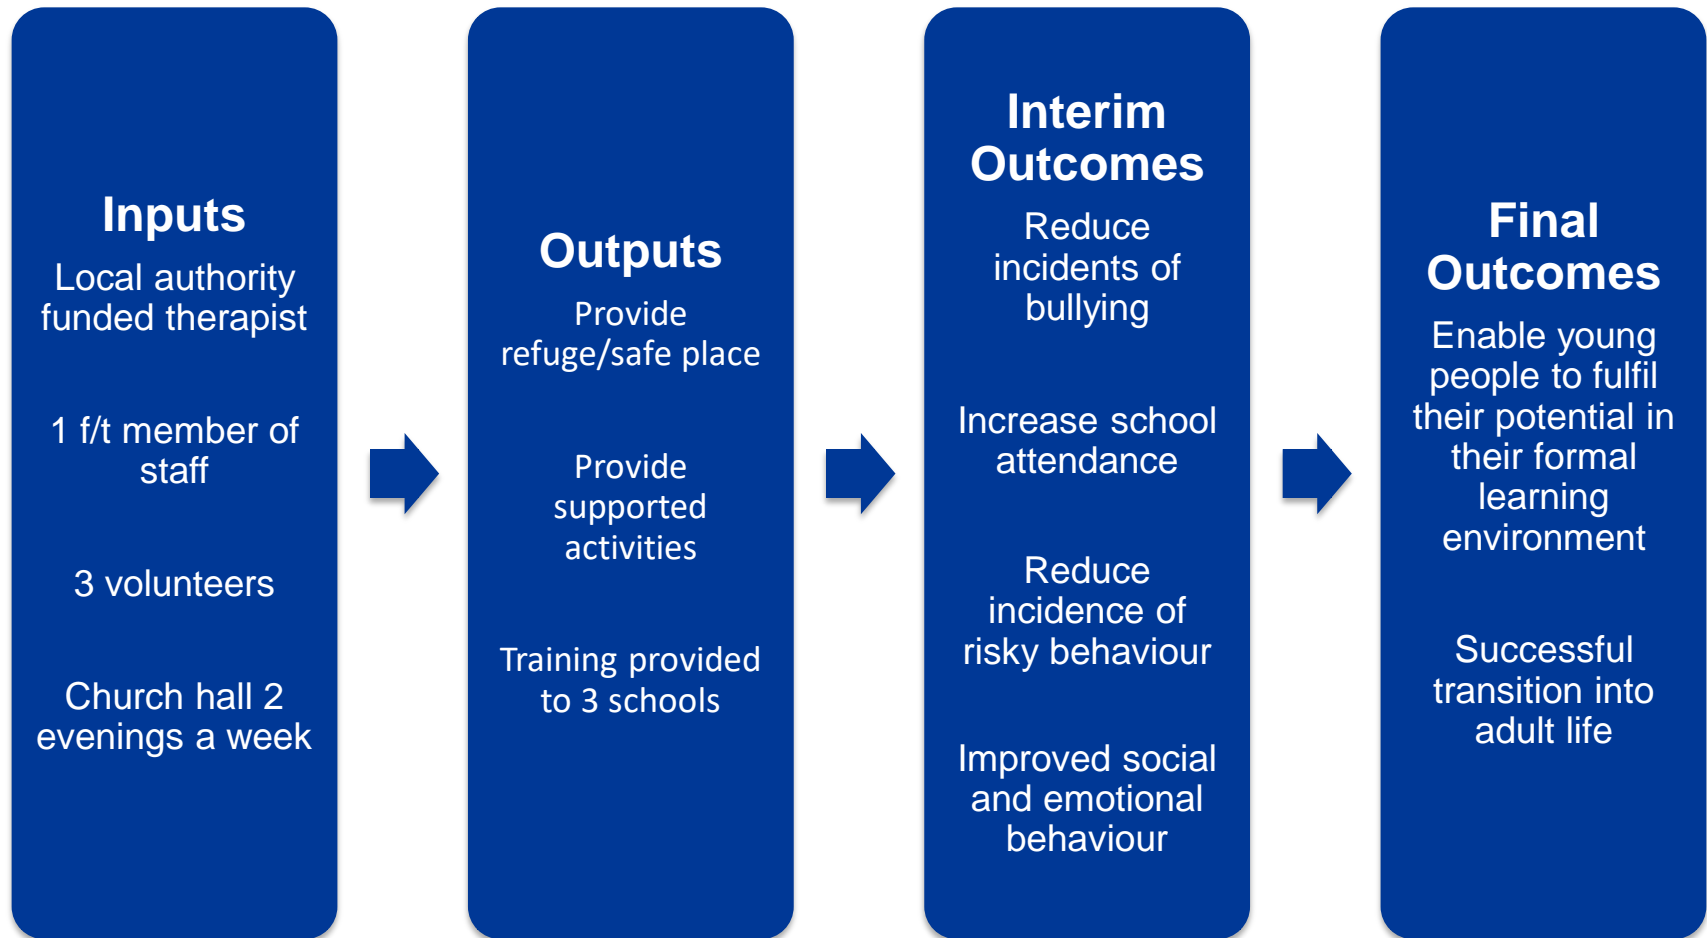 Inputs
Local authority
funded therapist
1 f/t member of
staff
3 volunteers
Church hall 2
evenings a week
Outputs
Provide
refuge/safe place
Provide
supported
activities
Training provided
to 3 schools
Interim
Outcomes
Reduce
incidents of
bullying
Increase school
attendance
Reduce
incidence of
risky behaviour
Improved social
and emotional
behaviour
Final
Outcomes
Enable young
people to fulfil
their potential in
their formal
learning
environment
Successful
transition into
adult life